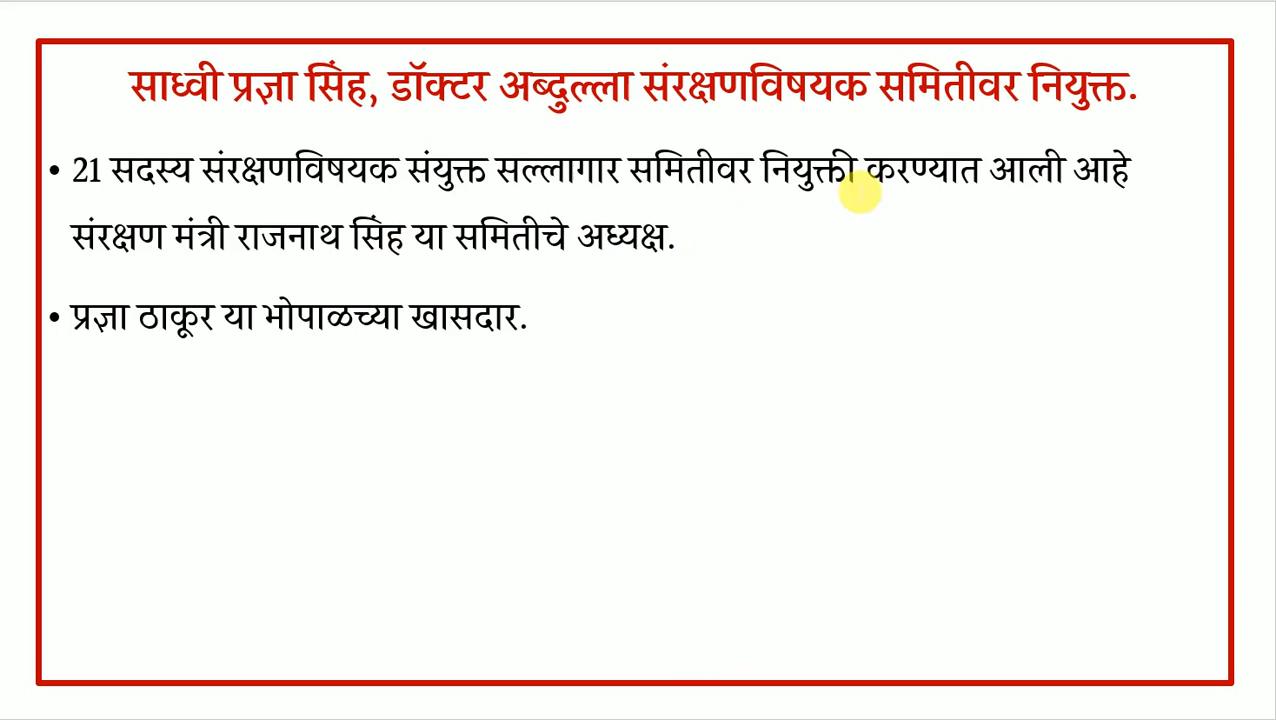 साध्वी प्रज्ञा सिंह, डॉक्टर अब्दुल्ला संरक्षणविषयक समितीवर नियुक्त.
• 21 सदस्य संरक्षणविषयक संयुक्त सल्लागार समितीवर नियुक्ती करण्यात आली आहे
संरक्षण मंत्री राजनाथ सिंह या समितीचे अध्यक्ष.
• प्रज्ञा ठाकूर या भोपाळच्या खासदार.